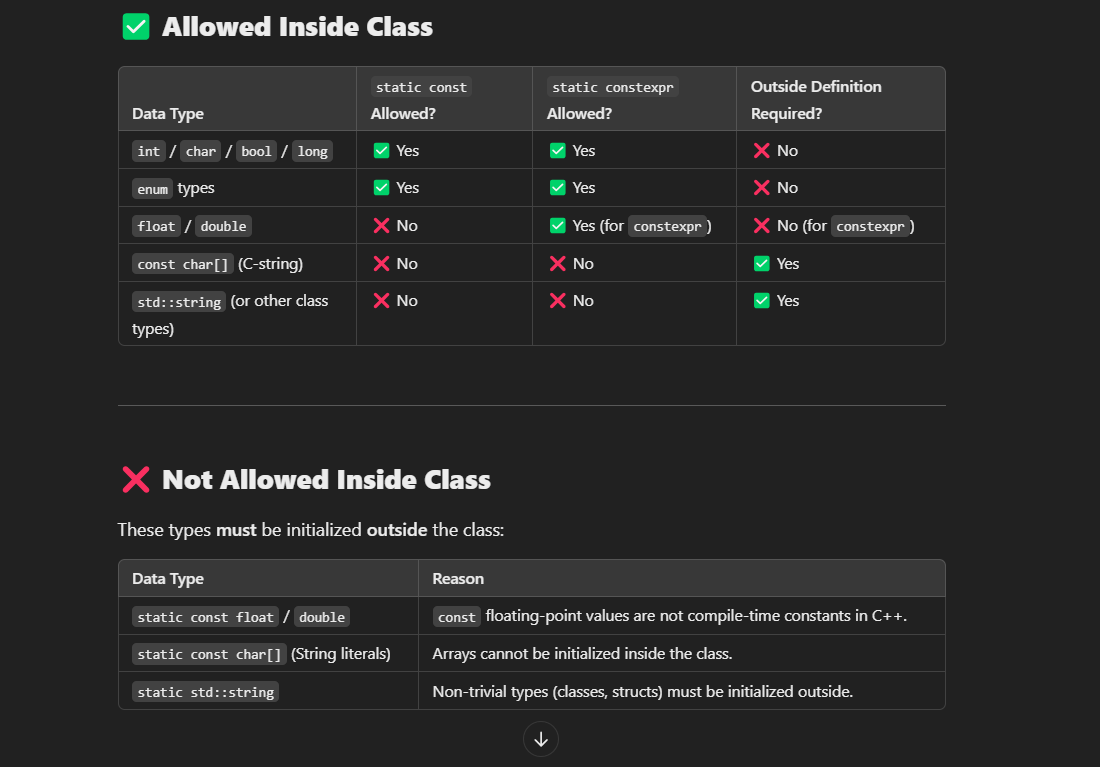 ✅ Allowed Inside Class
Data Type | static const Allowed? | static constexpr Allowed? | Outside Definition Required?
int / char / bool / long | ✅ Yes | ✅ Yes | ❌ No
enum types | ✅ Yes | ✅ Yes | ❌ No
float / double | ❌ No | ✅ Yes (for constexpr) | ❌ No (for constexpr)
const char[] (C-string) | ❌ No | ❌ No | ✅ Yes
std::string (or other class types) | ❌ No | ❌ No | ✅ Yes
❌ Not Allowed Inside Class
These types must be initialized outside the class:
Data Type | Reason
static const float / double | const floating-point values are not compile-time constants in C++.
static const char[] (String literals) | Arrays cannot be initialized inside the class.
static std::string | Non-trivial types (classes, structs) must be initialized outside.